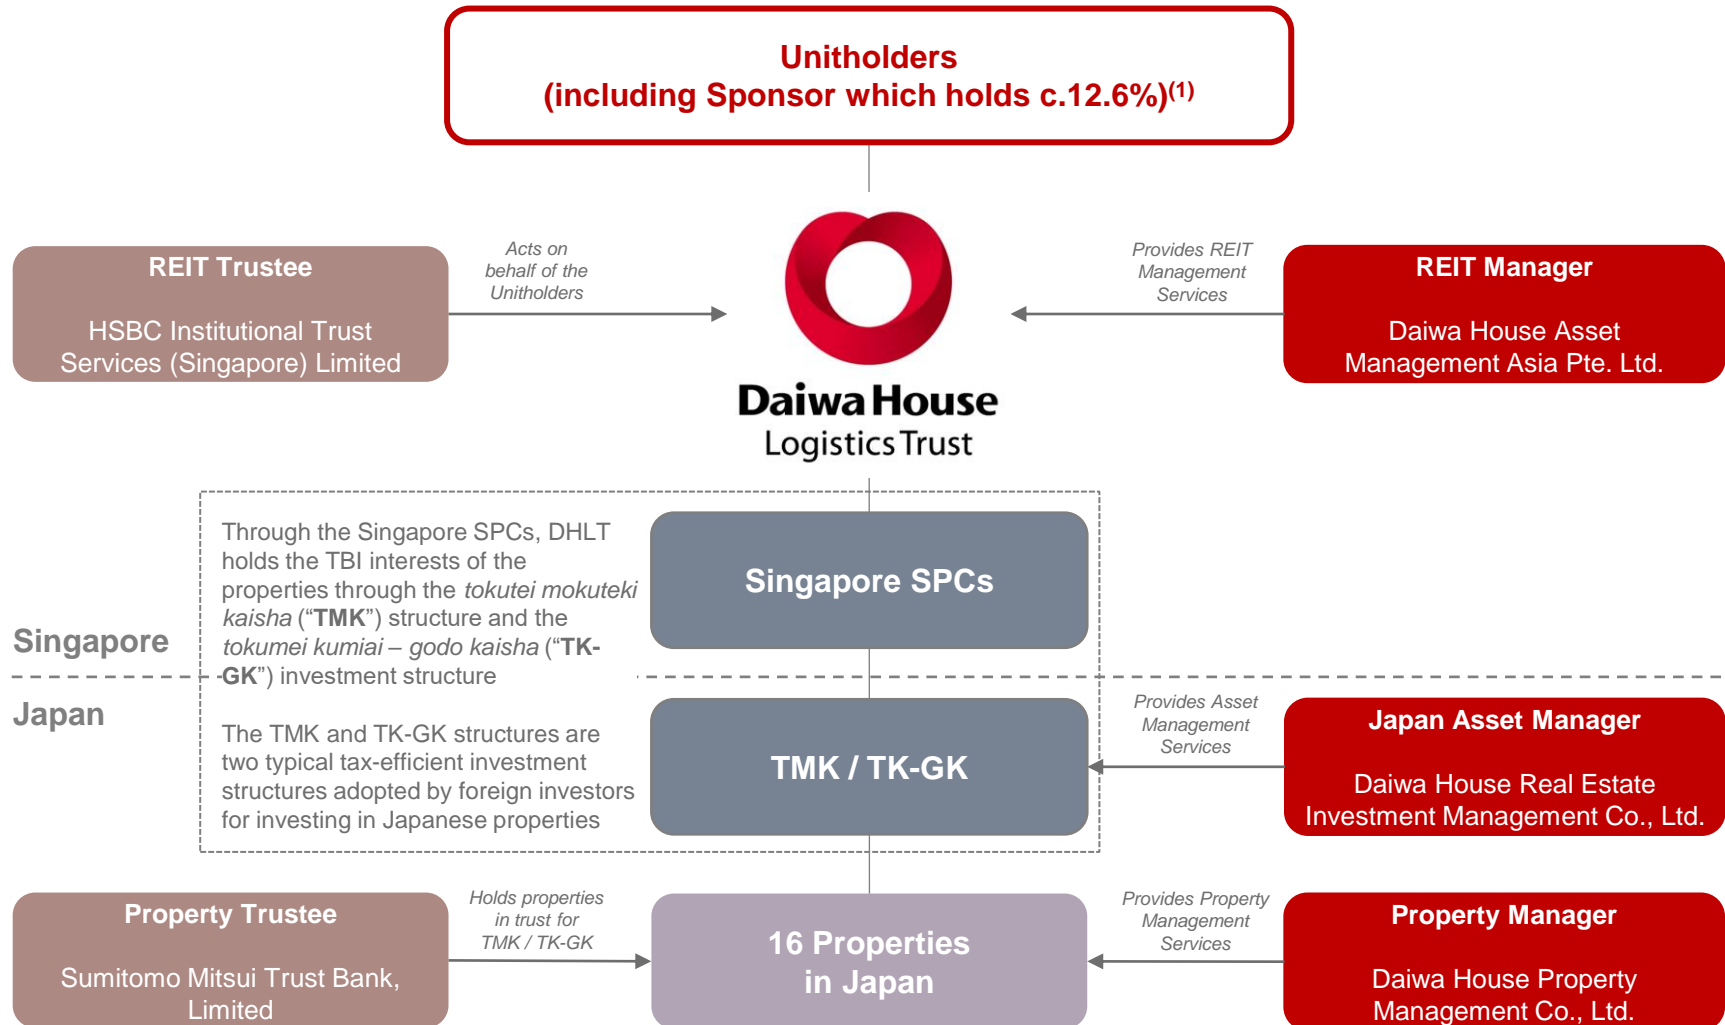 Unitholders
(including Sponsor which holds c.12.6%)(1)
REIT Trustee
HSBC Institutional Trust
Services (Singapore) Limited
Acts on
behalf of the
Unitholders
Daiwa House
Logistics Trust
Provides REIT
Management
Services
REIT Manager
Daiwa House Asset
Management Asia Pte. Ltd.
Through the Singapore SPCs, DHLT
holds the TBI interests of the
properties through the tokutei mokuteki
kaisha (“TMK”) structure and the
tokumei kumiai – godo kaisha (“TK-
GK”) investment structure
The TMK and TK-GK structures are
two typical tax-efficient investment
structures adopted by foreign investors
for investing in Japanese properties
Singapore SPCs
Singapore
Japan
TMK / TK-GK
Provides Asset
Management
Services
Japan Asset Manager
Daiwa House Real Estate
Investment Management Co., Ltd.
Property Trustee
Sumitomo Mitsui Trust Bank,
Limited
Holds properties
in trust for
TMK / TK-GK
16 Properties
in Japan
Provides Property
Management
Services
Property Manager
Daiwa House Property
Management Co., Ltd.